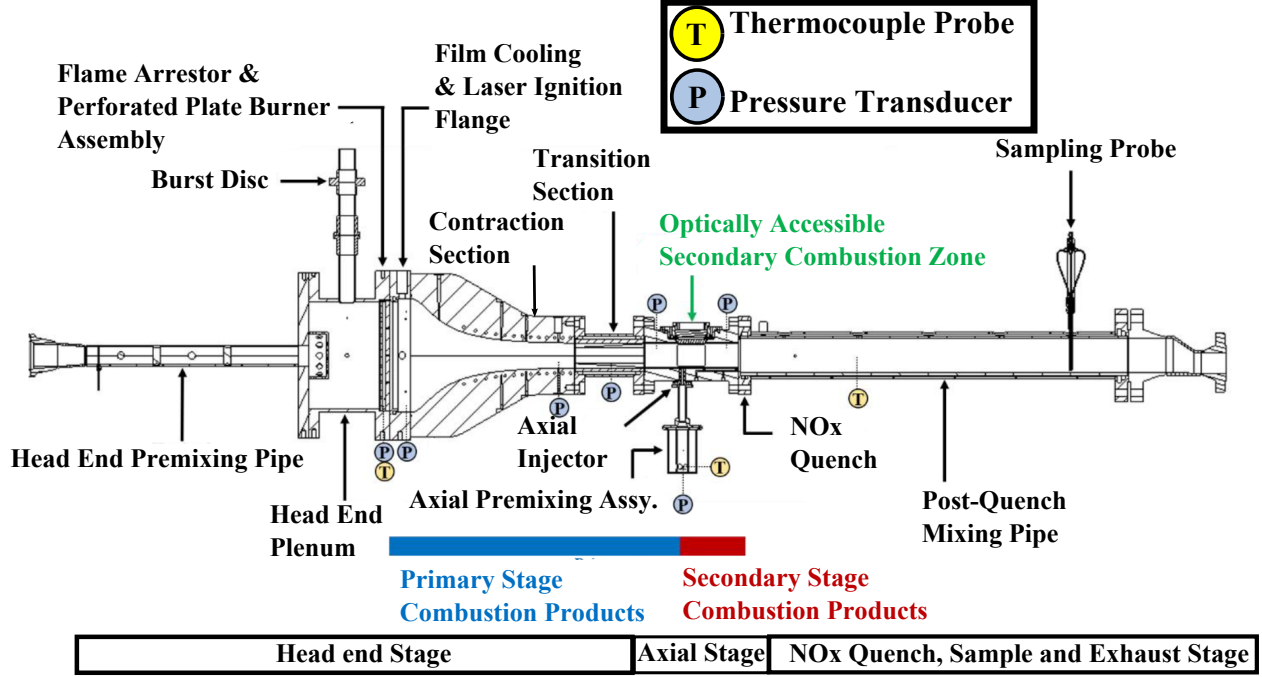 T Thermocouple Probe
P Pressure Transducer
Flame Arrestor &
Perforated Plate Burner
Assembly
Film Cooling
& Laser Ignition
Flange
Burst Disc
Transition
Section
Contraction
Section
Optically Accessible
Secondary Combustion Zone
Sampling Probe
P
P
P
P
P
P
T
T
P
T
Head End Premixing Pipe
Head End
Plenum
Axial
Injector
Axial Premixing Assy.
NOx
Quench
Post-Quench
Mixing Pipe
Primary Stage
Combustion Products
Secondary Stage
Combustion Products
Head end Stage
Axial Stage
NOx Quench, Sample and Exhaust Stage